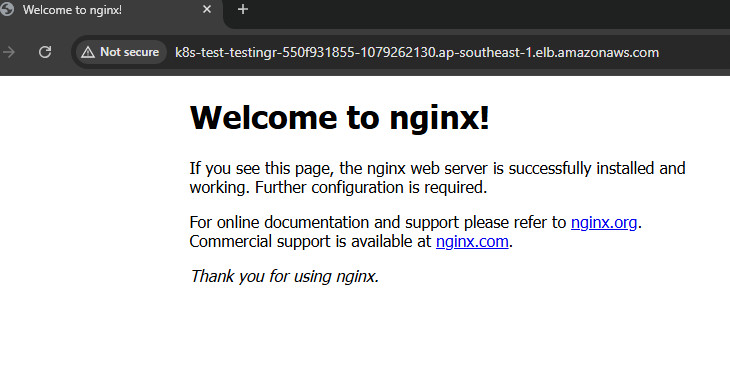 Welcome to nginx!
Not secure k8s-test-testingr-550f931855-1079262130.ap-southeast-1.elb.amazonaws.com
Welcome to nginx!
If you see this page, the nginx web server is successfully installed and
working. Further configuration is required.
For online documentation and support please refer to nginx.org.
Commercial support is available at nginx.com.
Thank you for using nginx.